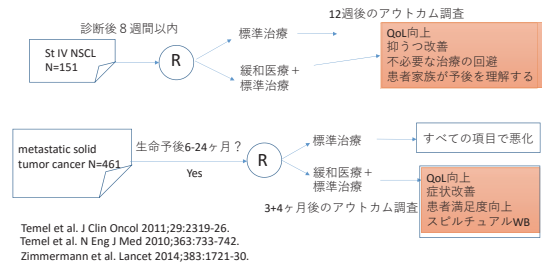 診断後８週間以内
12週後のアウトカム調査
St IV NSCL
N=151
R
標準治療
緩和医療＋
標準治療
QoL向上
抑うつ改善
不必要な治療の回避
患者家族が予後を理解する
metastatic solid
tumor cancer N=461
生命予後6-24ヶ月？
Yes
R
標準治療
すべての項目で悪化
緩和医療＋
標準治療
3+4ヶ月後のアウトカム調査
QoL向上
症状改善
患者満足度向上
スピルチュアルWB
Temel et al. J Clin Oncol 2011;29:2319-26.
Temel et al. N Eng J Med 2010;363:733-742.
Zimmermann et al. Lancet 2014;383:1721-30.